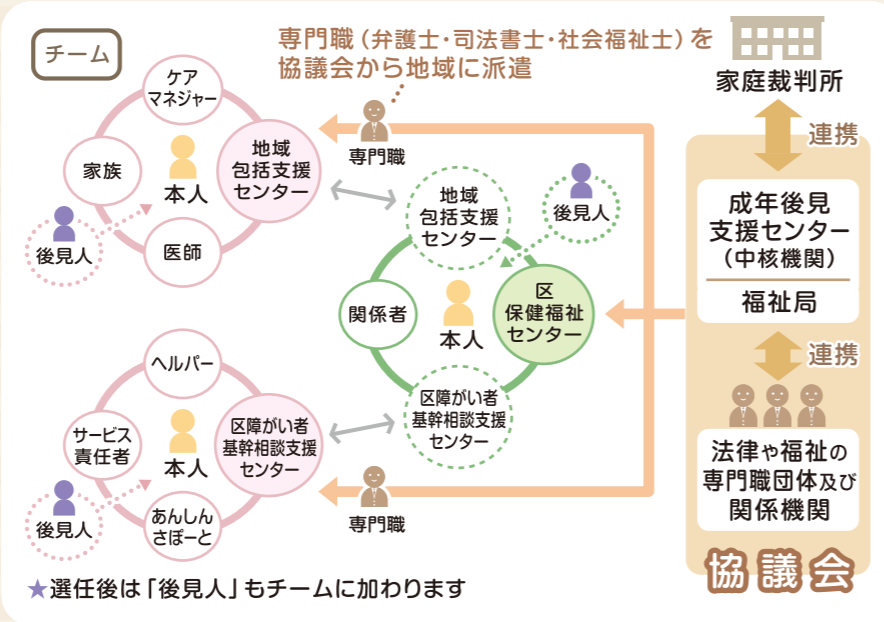 チーム
専門職（弁護士・司法書士・社会福祉士）を
協議会から地域に派遣
ケア
マネジャー
家族
本人
地域
包括支援
センター
後見人
医師
専門職
地域
包括支援
センター
後見人
関係者
本人
区
保健福祉
センター
区障がい者
基幹相談支援
センター
ヘルパー
サービス
責任者
本人
区障がい者
基幹相談支援
センター
後見人
あんしん
さぽーと
専門職
★選任後は「後見人」もチームに加わります
家庭裁判所
連携
成年後見
支援センター
（中核機関）
福祉局
連携
法律や福祉の
専門職団体及び
関係機関
協議会